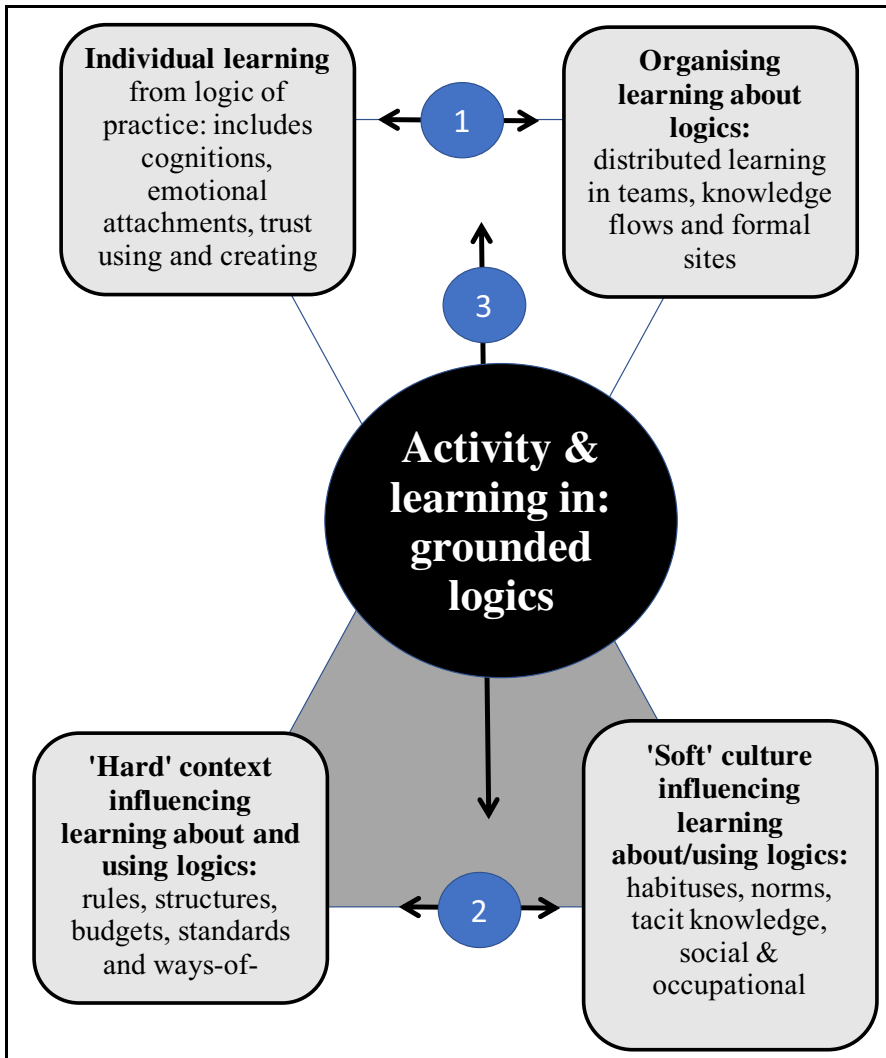 Individual learning
from logic of
practice: includes
cognitions,
emotional
attachments, trust
using and creating
1
Organising
learning about
logics:
distributed learning
in teams, knowledge
flows and formal
sites
3
Activity &
learning in:
grounded
logics
'Hard' context
influencing
learning about and
using logics:
rules, structures,
budgets, standards
and ways-of-
2
'Soft' culture
influencing
learning
about/using logics:
habituses, norms,
tacit knowledge,
social &
occupational